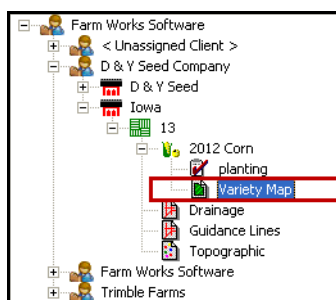 Farm Works Software
< Unassigned Client >
D & Y Seed Company
D & Y Seed
Iowa
13
2012 Corn
planting
Variety Map
Drainage
Guidance Lines
Topographic
Farm Works Software
Trimble Farms